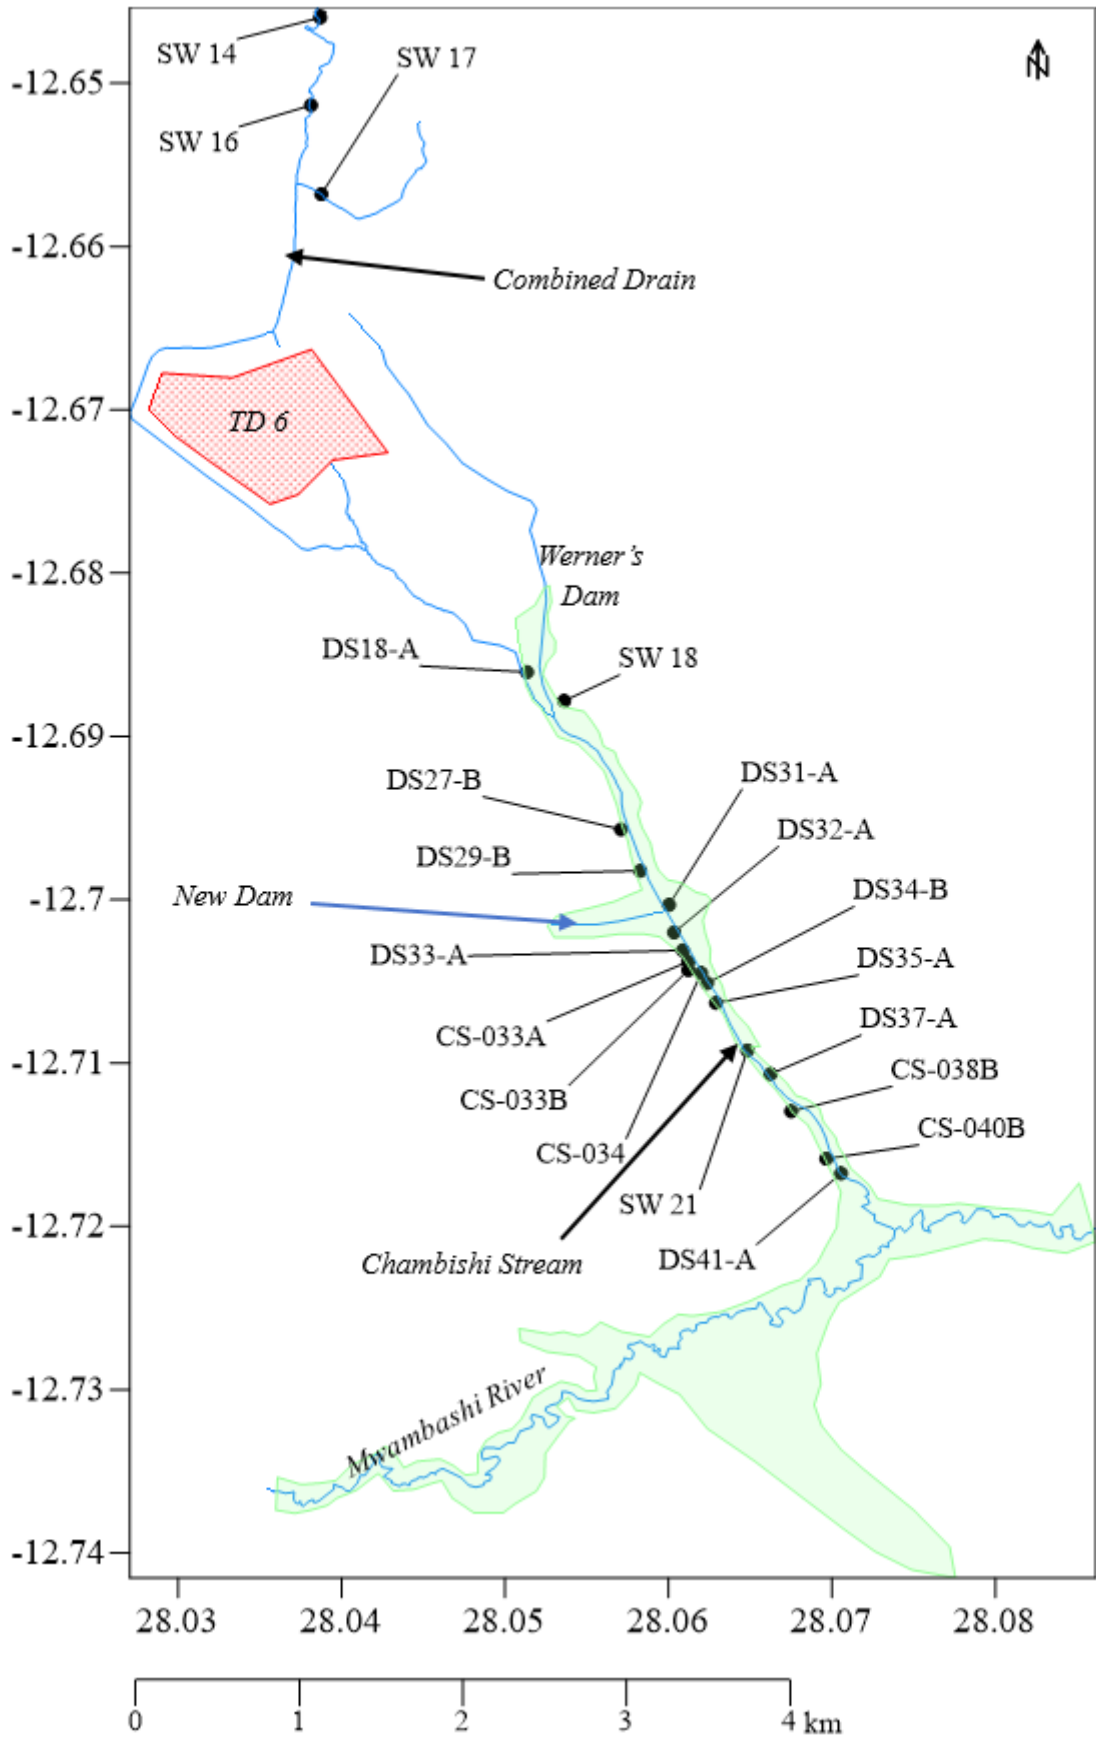 SW 14
SW 17
-12.65
SW 16
-12.66
Combined Drain
-12.67
TD 6
-12.68
Werner's
Dam
DS18-A
SW 18
-12.69
DS27-B
DS31-A
DS32-A
DS29-B
New Dam
-12.7
DS34-B
DS33-A
DS35-A
CS-033A
DS37-A
-12.71
CS-038B
CS-033B
CS-040B
CS-034
SW 21
-12.72
DS41-A
Chambishi Stream
-12.73
Mwambashi River
-12.74
28.03 28.04 28.05 28.06 28.07 28.08
0 1 2 3 4 km
N